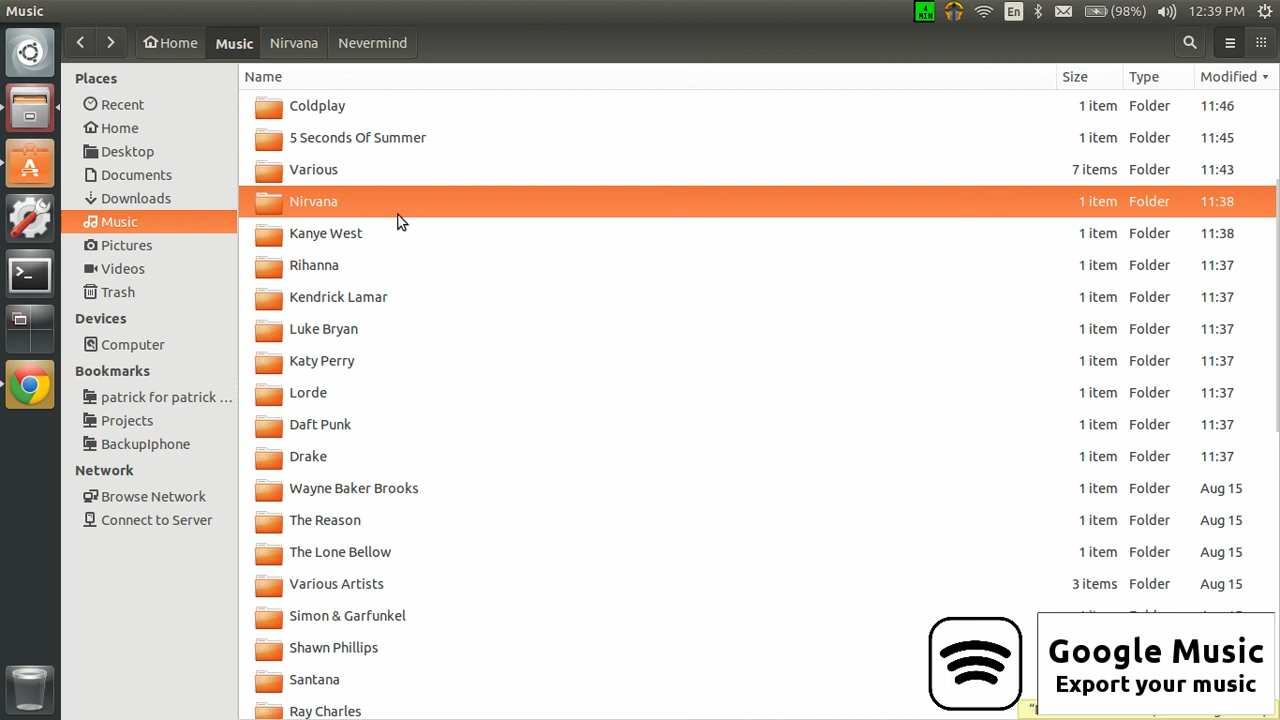 Music
4
MIN
En
(98%)
12:39 PM
Home
Music
Nirvana
Nevermind
Places
Recent
Home
Desktop
Documents
Downloads
Music
Pictures
Videos
Trash
Devices
Computer
Bookmarks
patrick for patrick ...
Projects
BackupIphone
Network
Browse Network
Connect to Server
Name Size Type Modified
Coldplay 1 item Folder 11:46
5 Seconds Of Summer 1 item Folder 11:45
Various 7 items Folder 11:43
Nirvana 1 item Folder 11:38
Kanye West 1 item Folder 11:38
Rihanna 1 item Folder 11:37
Kendrick Lamar 1 item Folder 11:37
Luke Bryan 1 item Folder 11:37
Katy Perry 1 item Folder 11:37
Lorde 1 item Folder 11:37
Daft Punk 1 item Folder 11:37
Drake 1 item Folder 11:37
Wayne Baker Brooks 1 item Folder Aug 15
The Reason 1 item Folder Aug 15
The Lone Bellow 1 item Folder Aug 15
Various Artists 3 items Folder Aug 15
Simon & Garfunkel
Shawn Phillips
Santana
Ray Charles
Google Music
Export your music